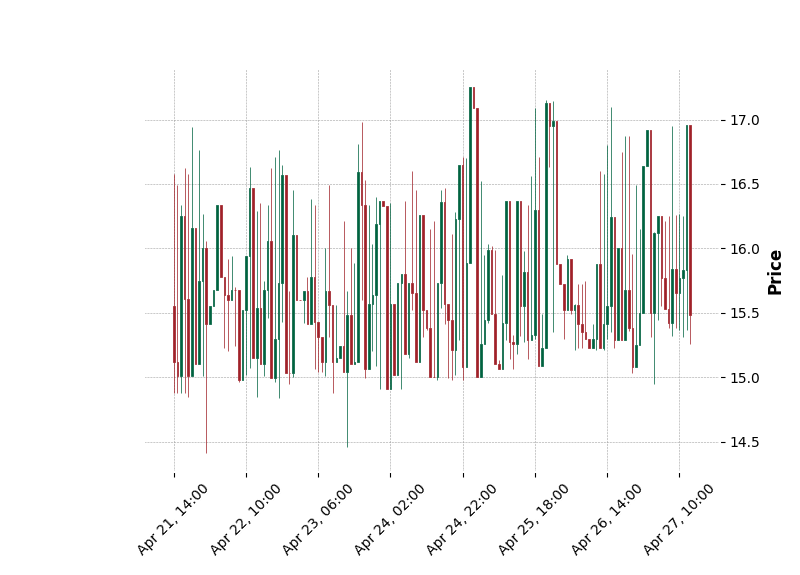 17.0
16.5
16.0
15.5
15.0
14.5
Price
Apr 21, 14:00
Apr 22, 10:00
Apr 23, 06:00
Apr 24, 02:00
Apr 24, 22:00
Apr 25, 18:00
Apr 26, 14:00
Apr 27, 10:00